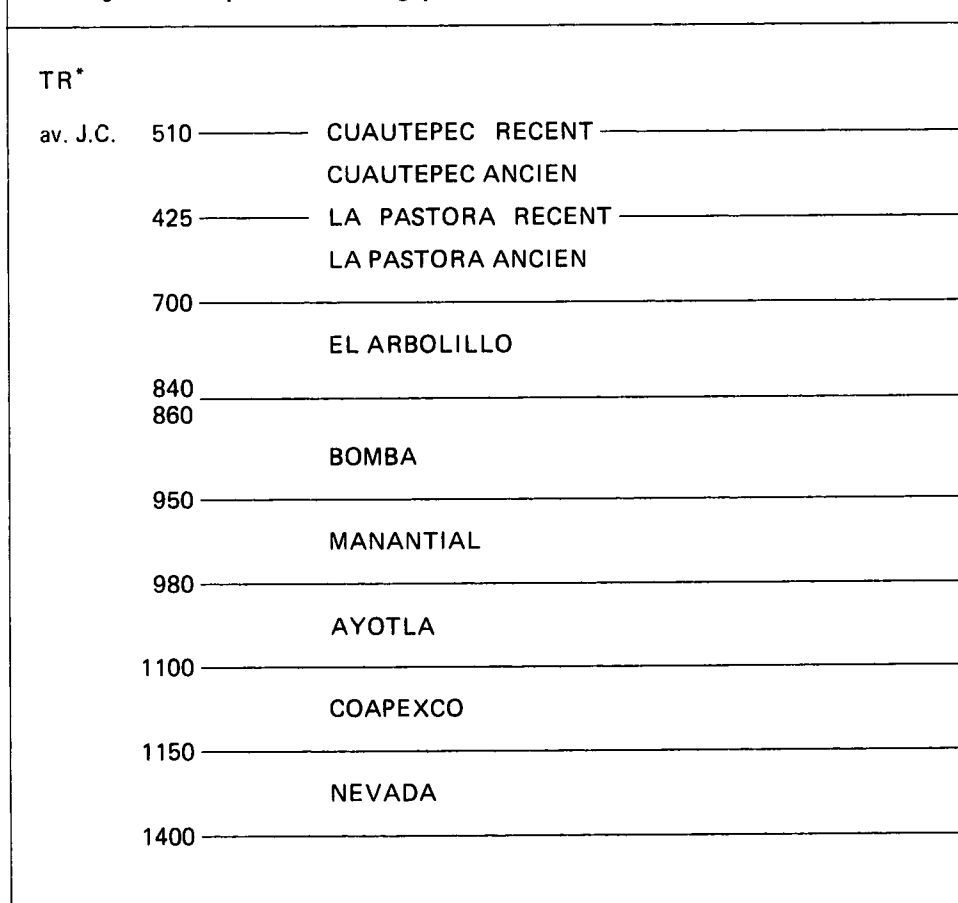 TR*
av. J.C. 510 CUAUTEPEC RECENT
CUAUTEPEC ANCIEN
425 LA PASTORA RECENT
LA PASTORA ANCIEN
700
EL ARBOLILLO
840
860
BOMBA
950
MANANTIAL
980
AYOTLA
1100
COAPEXCO
1150
NEVADA
1400